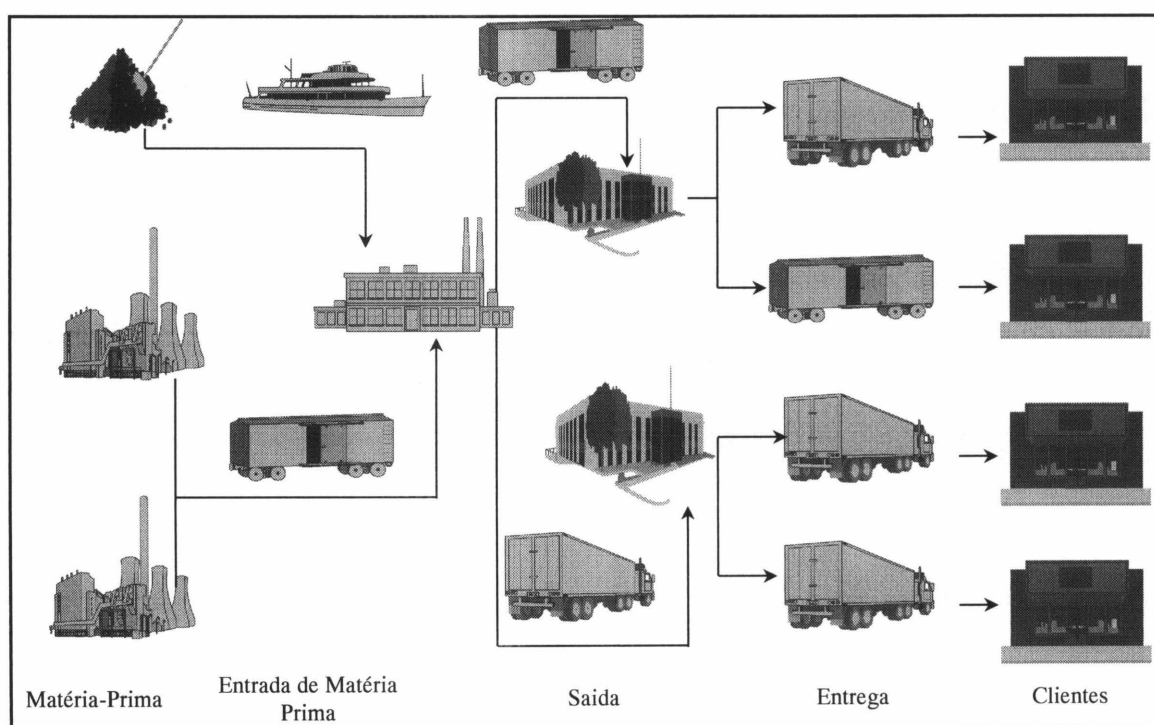 Matéria-Prima
Entrada de Matéria
Prima
Saida
Entrega
Clientes